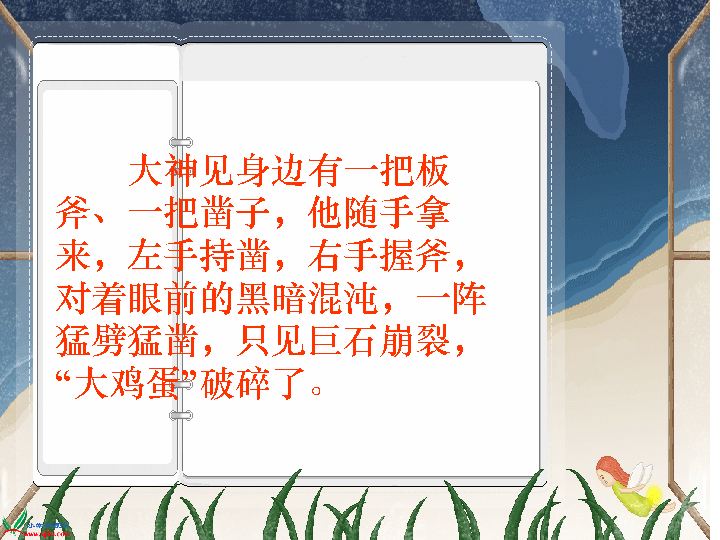 大神见身边有一把板
斧、一把凿子，他随手拿
来，左手持凿，右手握斧，
对着眼前的黑暗混沌，一阵
猛劈猛凿，只见巨石崩裂，
“大鸡蛋”破碎了。